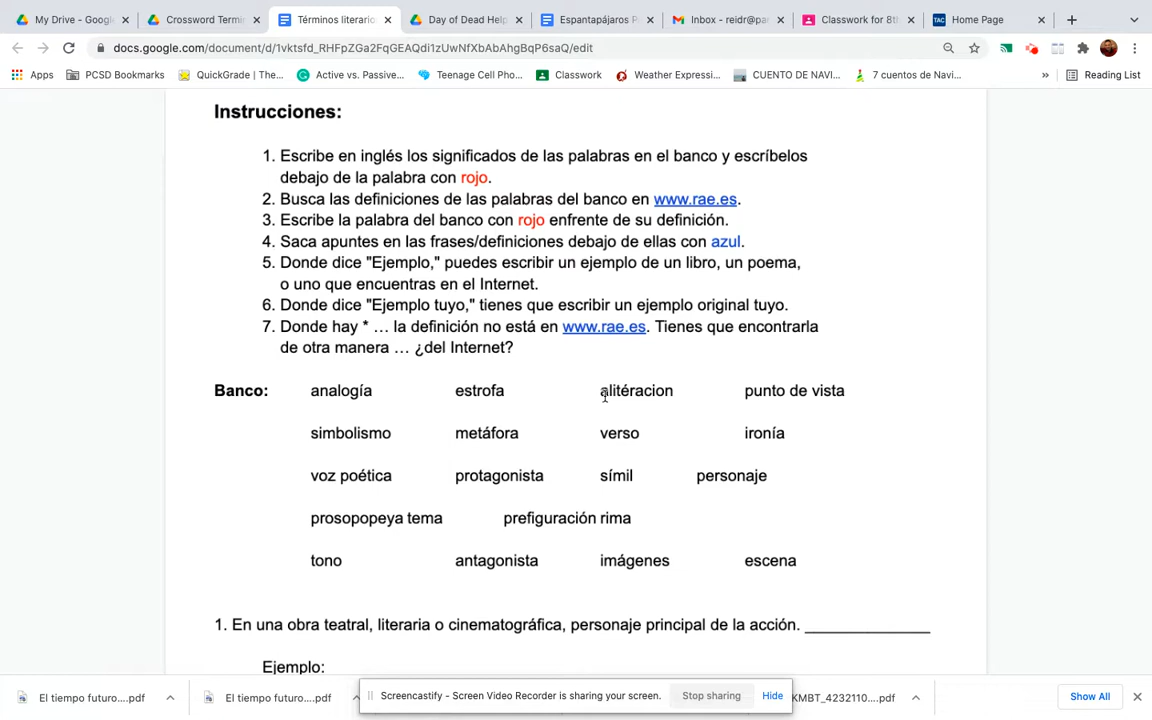 My Drive - Googl
Crossword Termi
Términos literario
Day of Dead Help
Espantapájaros P
Inbox - reidr@pa
Classwork for 8th
Home Page
docs.google.com/document/d/1vktsfd_RHFpZGa2FqGEAQdi1zUwNfXbAbAhgBqP6saQ/edit
Apps
PCSD Bookmarks
QuickGrade | The...
Active vs. Passive...
Teenage Cell Pho...
Classwork
Weather Expressi...
CUENTO DE NAVI...
7 cuentos de Navi...
»
Reading List
Instrucciones:
1. Escribe en inglés los significados de las palabras en el banco y escríbelos
debajo de la palabra con rojo.
2. Busca las definiciones de las palabras del banco en www.rae.es.
3. Escribe la palabra del banco con rojo enfrente de su definición.
4. Saca apuntes en las frases/definiciones debajo de ellas con azul.
5. Donde dice "Ejemplo," puedes escribir un ejemplo de un libro, un poema,
o uno que encuentras en el Internet.
6. Donde dice "Ejemplo tuyo," tienes que escribir un ejemplo original tuyo.
7. Donde hay * … la definición no está en www.rae.es. Tienes que encontrarla
de otra manera … ¿del Internet?
Banco: analogía estrofa alitéracion punto de vista
simbolismo metáfora verso ironía
voz poética protagonista símil personaje
prosopopeya tema prefiguración rima
tono antagonista imágenes escena
1. En una obra teatral, literaria o cinematográfica, personaje principal de la acción. ______________
Ejemplo:
El tiempo futuro....pdf
El tiempo futuro....pdf
Screencastify - Screen Video Recorder is sharing your screen.
Stop sharing
Hide
KMBT_4232110....pdf
Show All